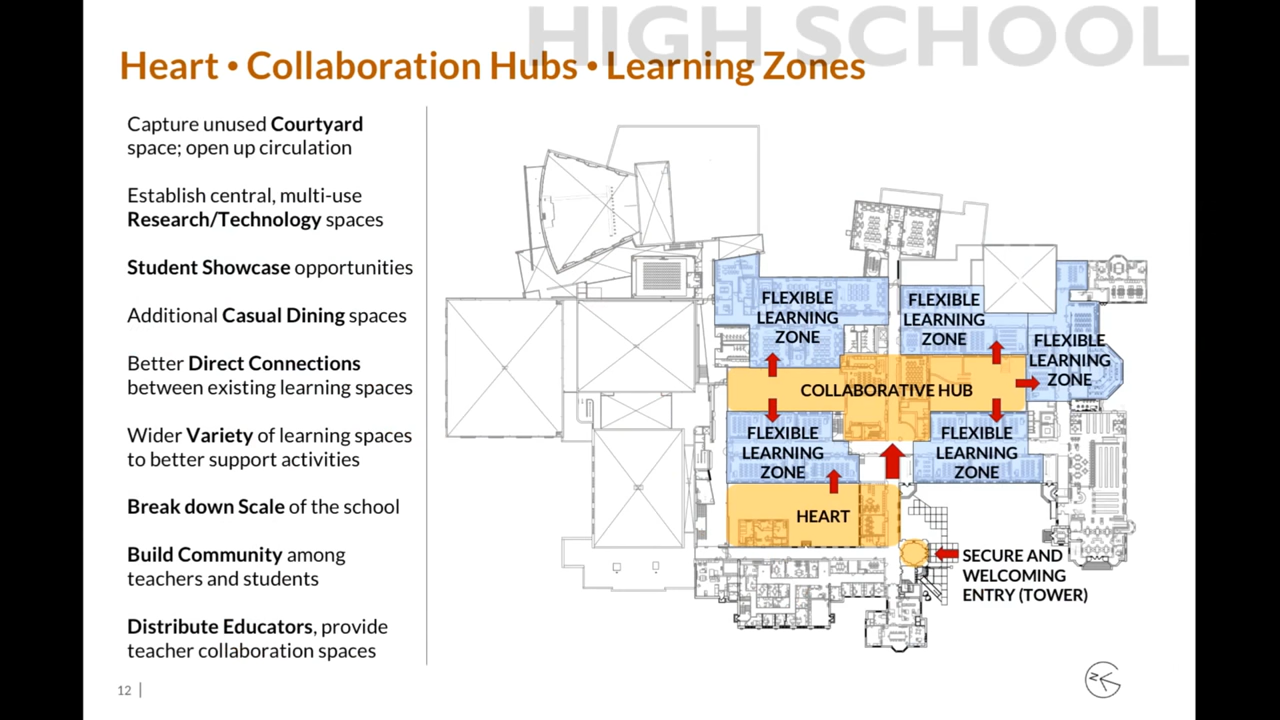 HIGH SCHOOL
Heart • Collaboration Hubs • Learning Zones
Capture unused Courtyard
space; open up circulation
Establish central, multi-use
Research/Technology spaces
Student Showcase opportunities
Additional Casual Dining spaces
Better Direct Connections
between existing learning spaces
Wider Variety of learning spaces
to better support activities
Break down Scale of the school
Build Community among
teachers and students
Distribute Educators, provide
teacher collaboration spaces
FLEXIBLE
LEARNING
ZONE
FLEXIBLE
LEARNING
ZONE
FLEXIBLE
LEARNING
ZONE
COLLABORATIVE HUB
FLEXIBLE
LEARNING
ZONE
FLEXIBLE
LEARNING
ZONE
HEART
SECURE AND
WELCOMING
ENTRY (TOWER)
12 |